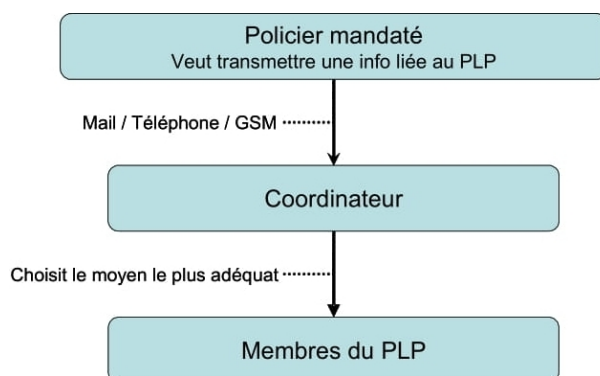 Policier mandaté
Veut transmettre une info liée au PLP
Mail / Téléphone / GSM
Coordinateur
Choisit le moyen le plus adéquat
Membres du PLP